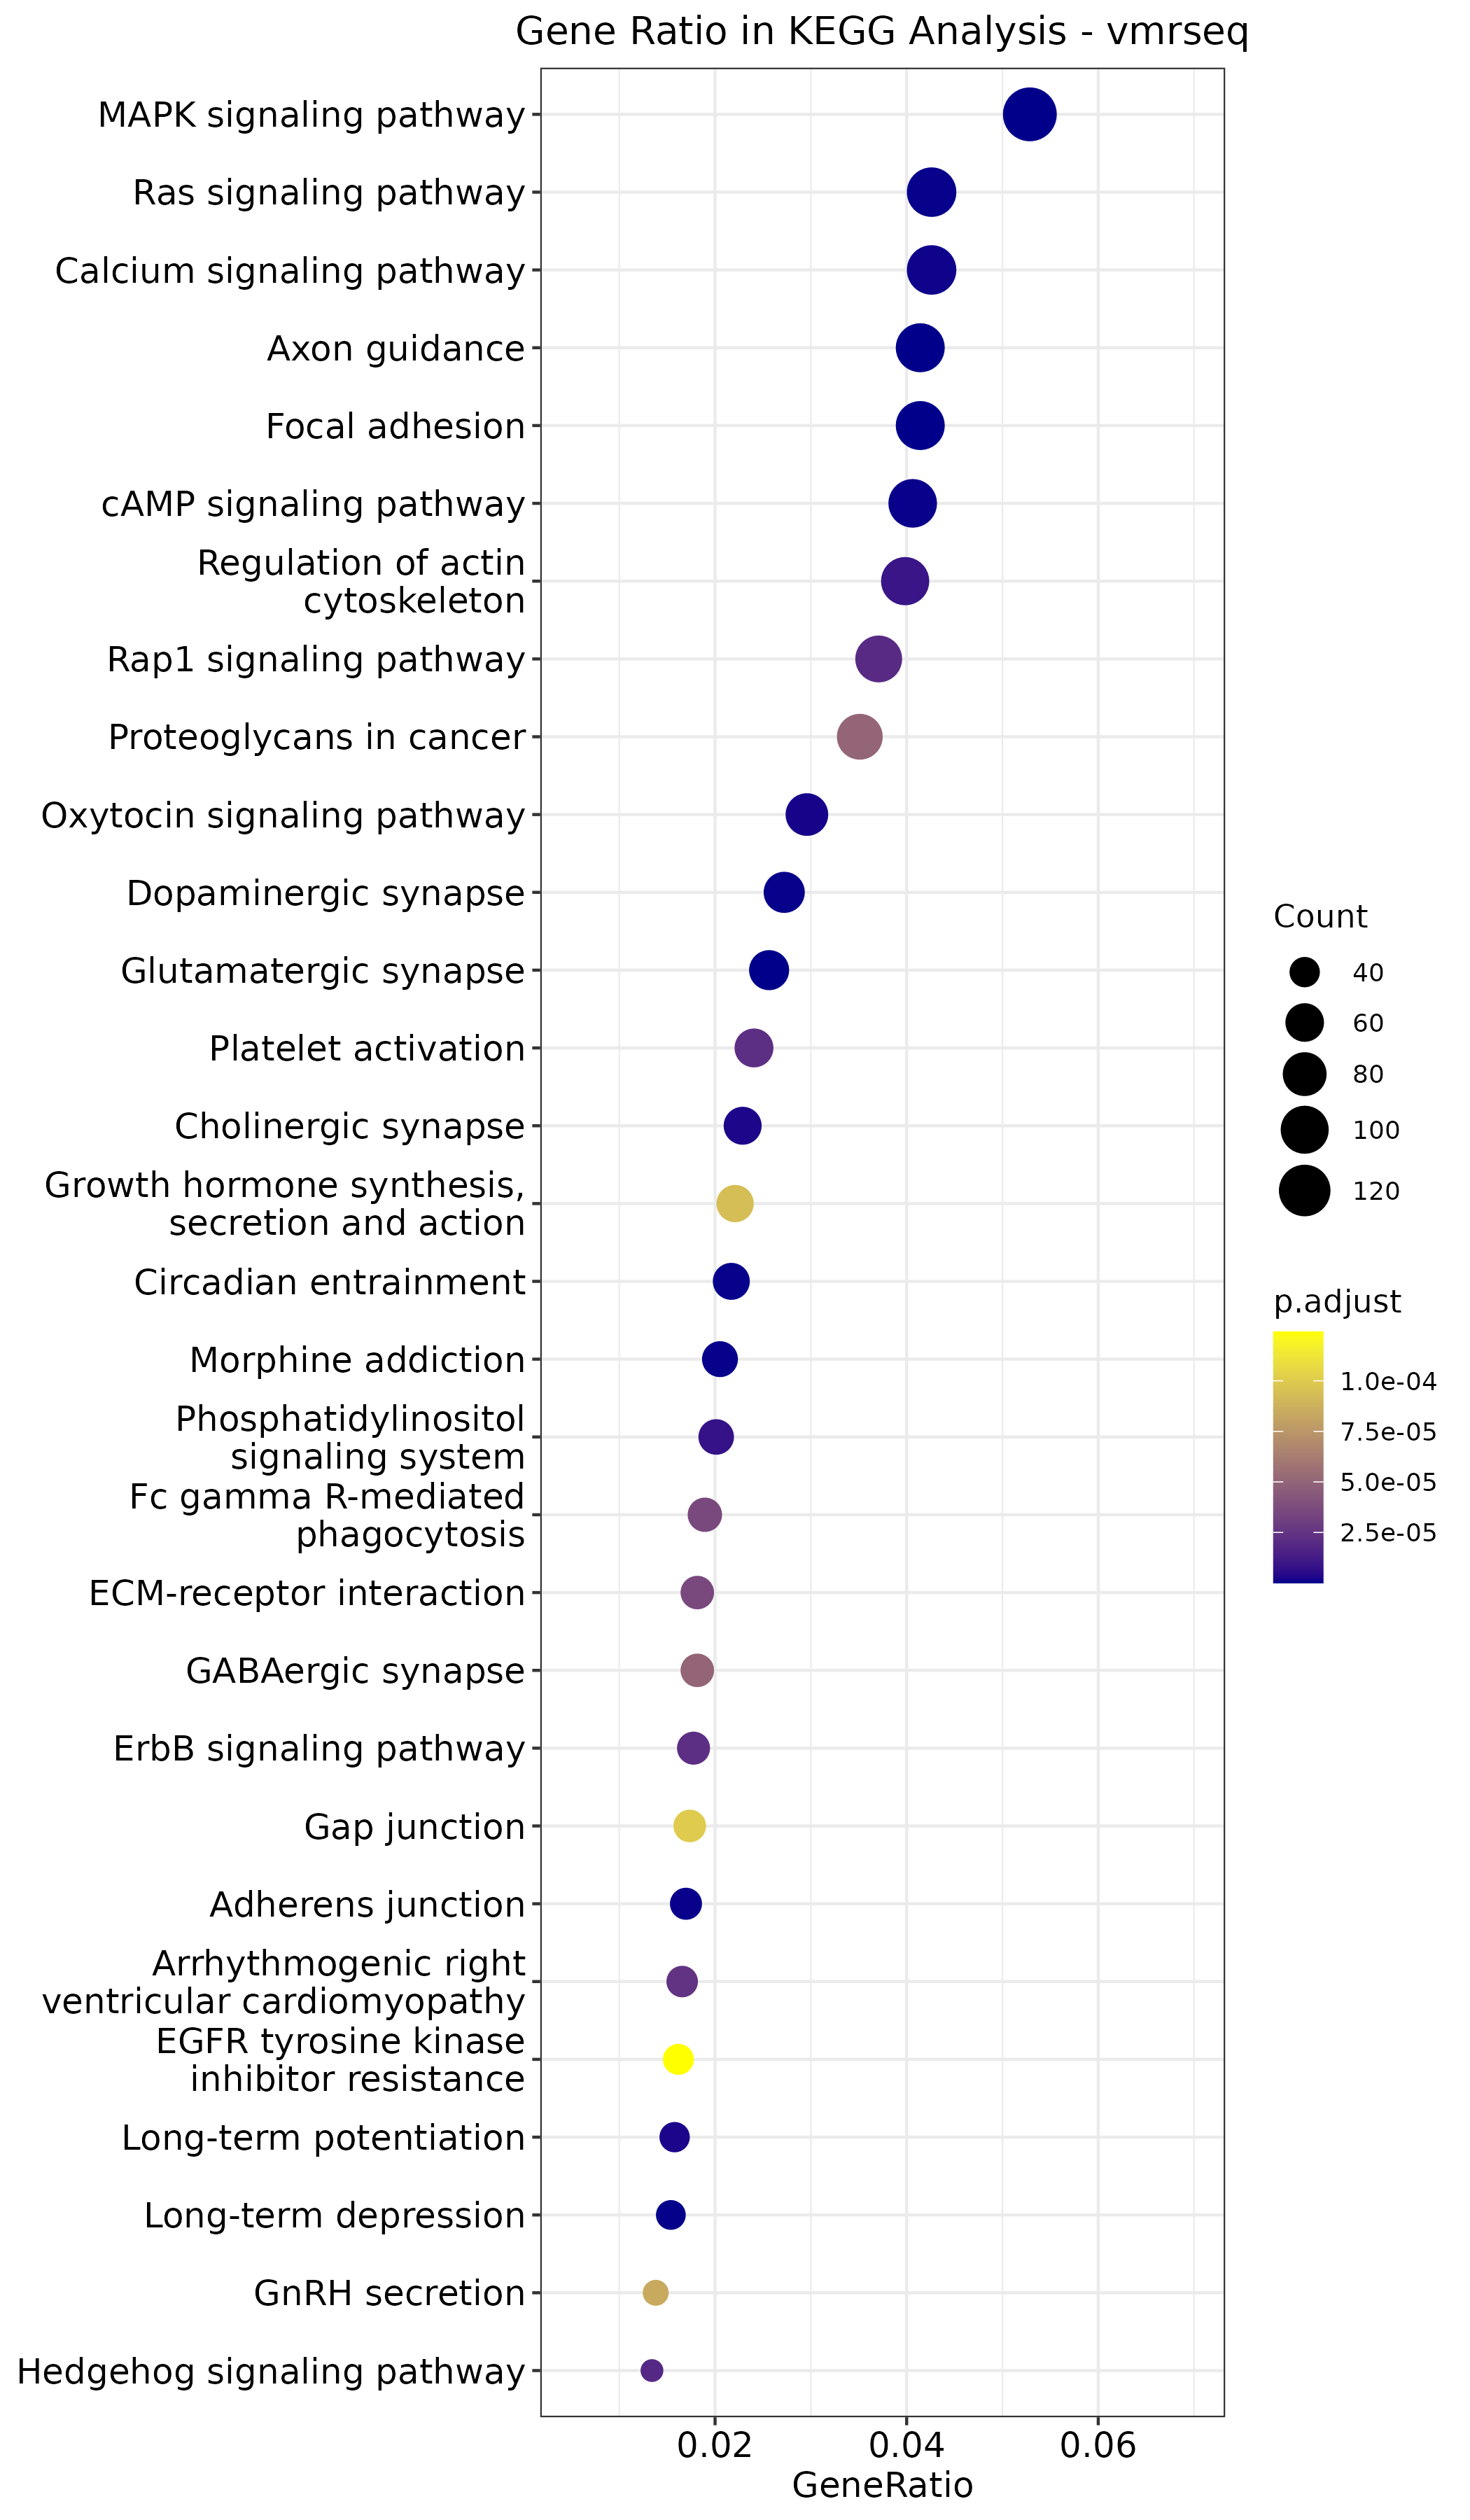 Gene Ratio in KEGG Analysis - vmrseq
MAPK signaling pathway
Ras signaling pathway
Calcium signaling pathway
Axon guidance
Focal adhesion
cAMP signaling pathway
Regulation of actin
cytoskeleton
Rap1 signaling pathway
Proteoglycans in cancer
Oxytocin signaling pathway
Dopaminergic synapse
Glutamatergic synapse
Platelet activation
Cholinergic synapse
Growth hormone synthesis,
secretion and action
Circadian entrainment
Morphine addiction
Phosphatidylinositol
signaling system
Fc gamma R-mediated
phagocytosis
ECM-receptor interaction
GABAergic synapse
ErbB signaling pathway
Gap junction
Adherens junction
Arrhythmogenic right
ventricular cardiomyopathy
EGFR tyrosine kinase
inhibitor resistance
Long-term potentiation
Long-term depression
GnRH secretion
Hedgehog signaling pathway
0.02 0.04 0.06
GeneRatio
Count
40
60
80
100
120
p.adjust
1.0e-04
7.5e-05
5.0e-05
2.5e-05